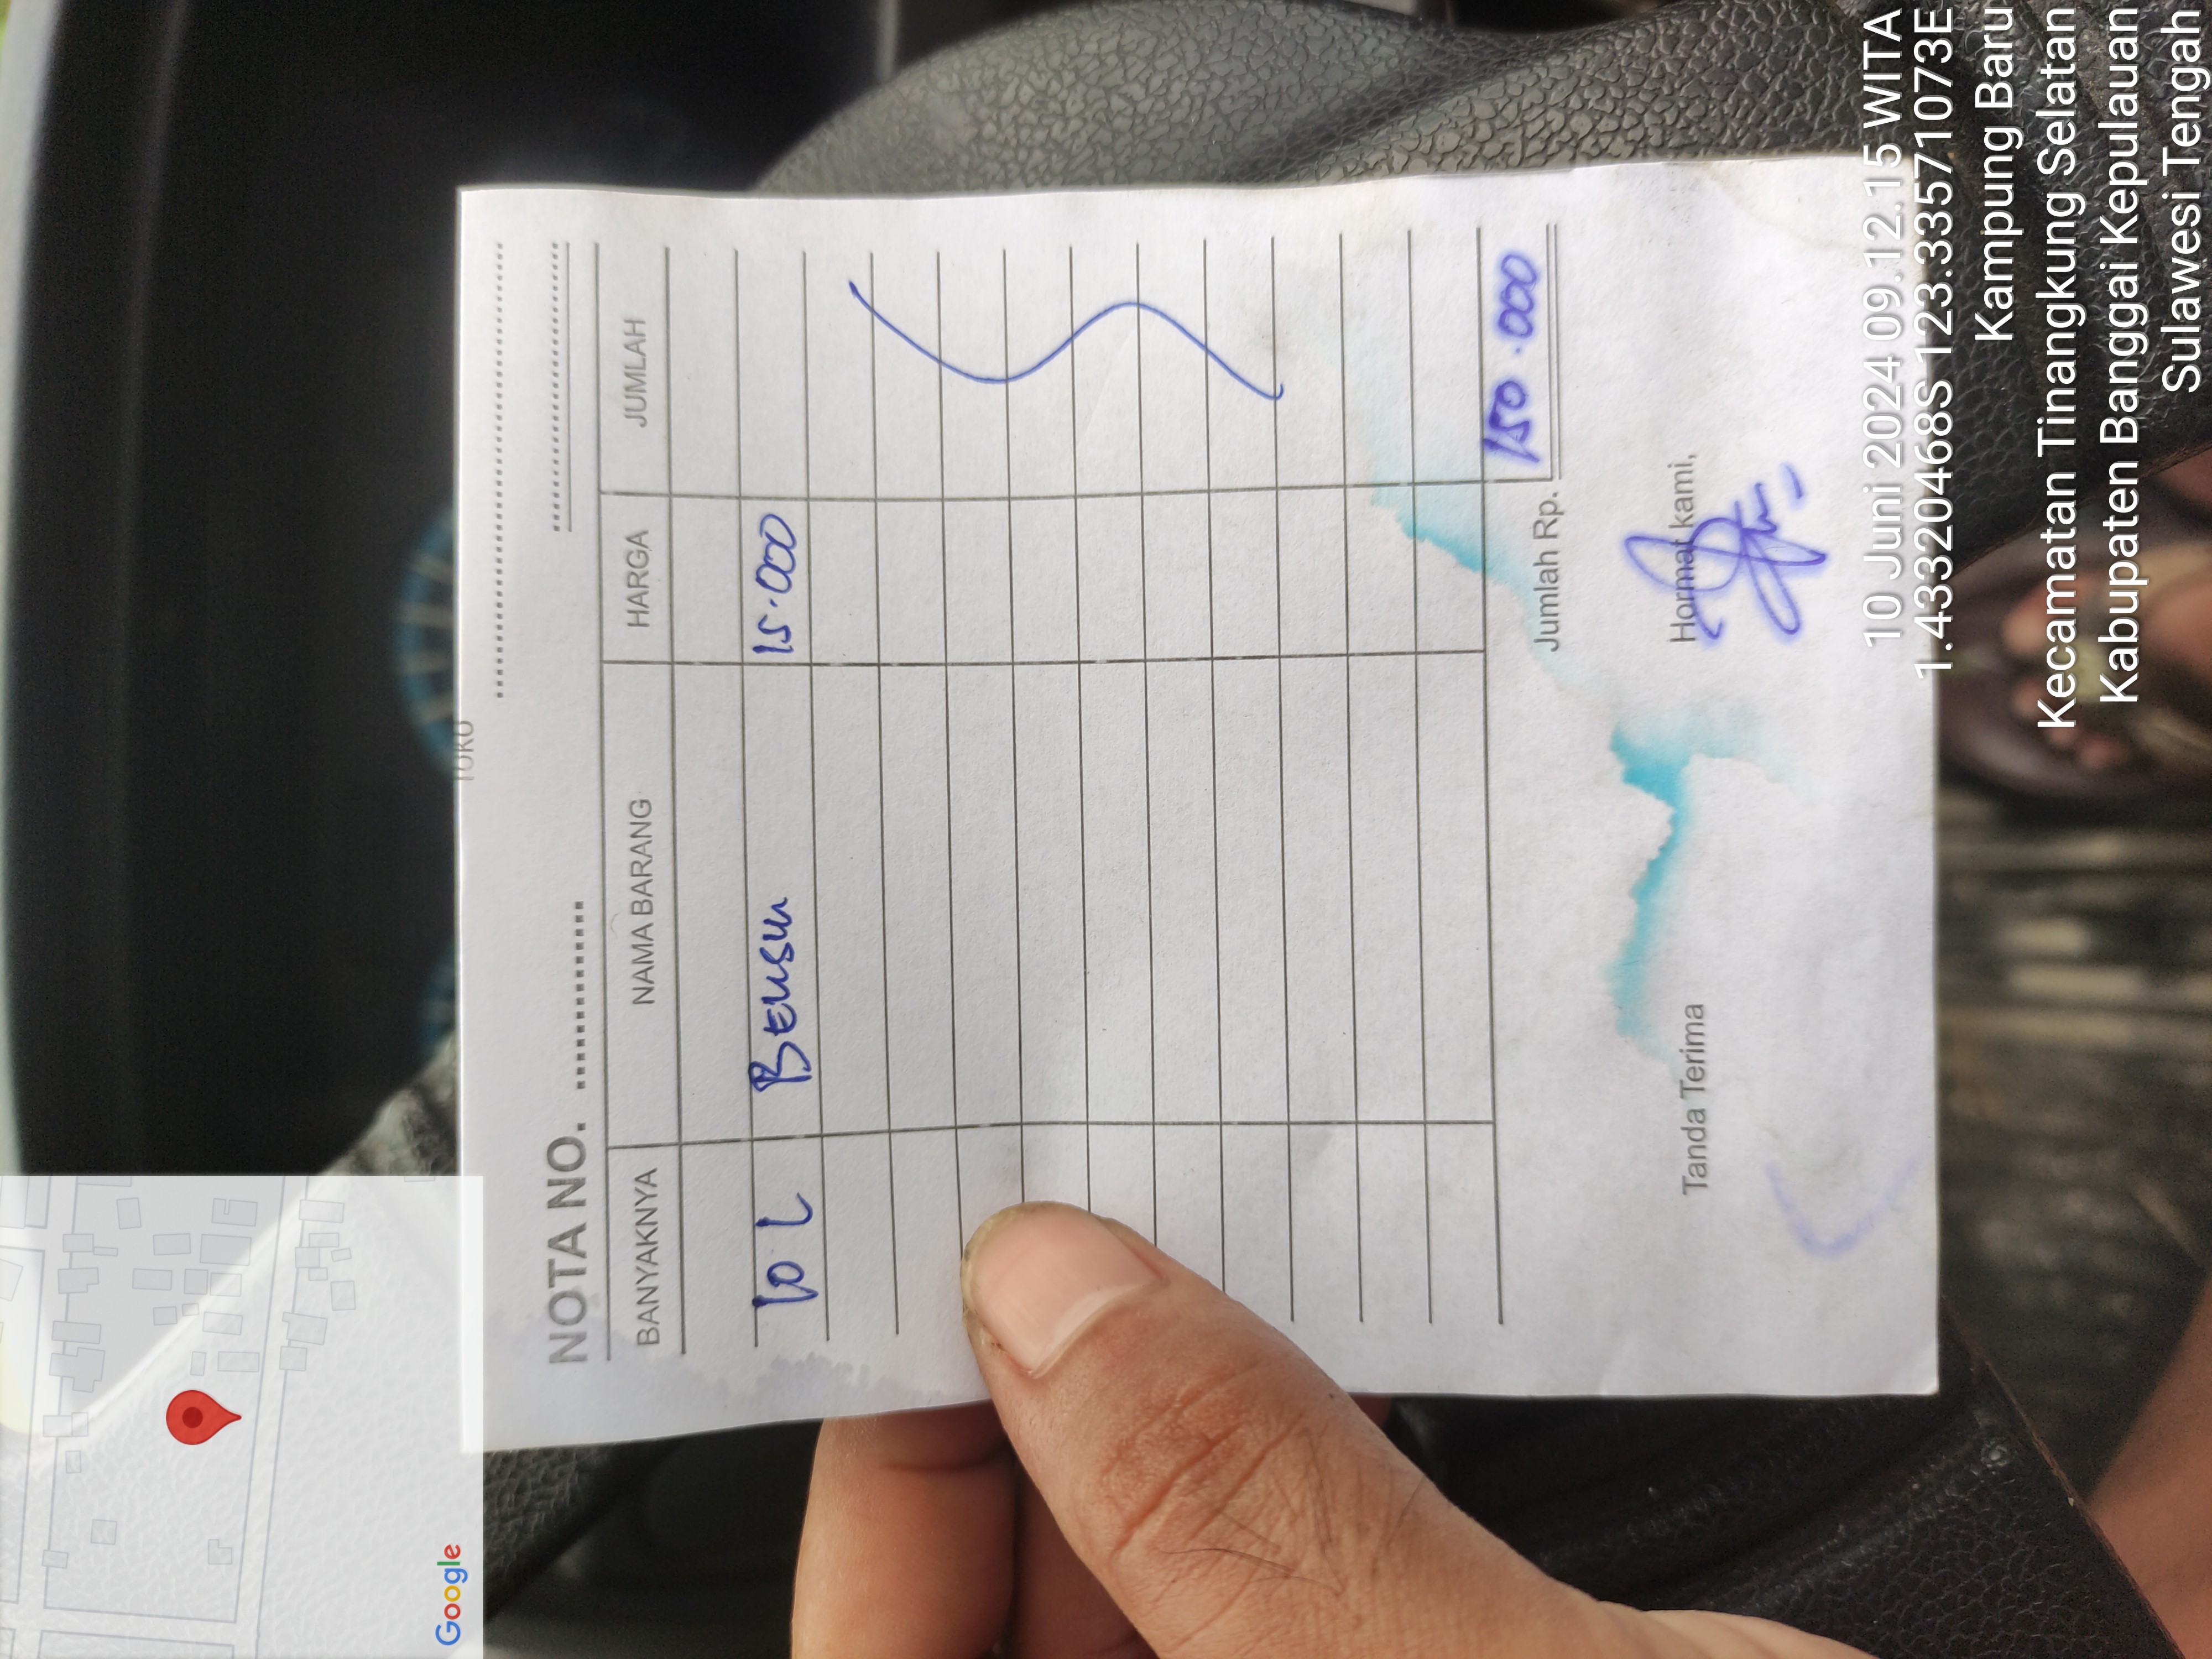 TOKO
NOTA NO. ....................
BANYAKNYA NAMA BARANG HARGA JUMLAH
10 L Bensin 15.000
Jumlah Rp. 150.000
Tanda Terima Hormat kami,
10 Juni 2024 09.12.15 WITA
1.43320468S 123.33571073E
Kampung Baru
Kecamatan Tinangkung Selatan
Kabupaten Banggai Kepulauan
Sulawesi Tengah
Google